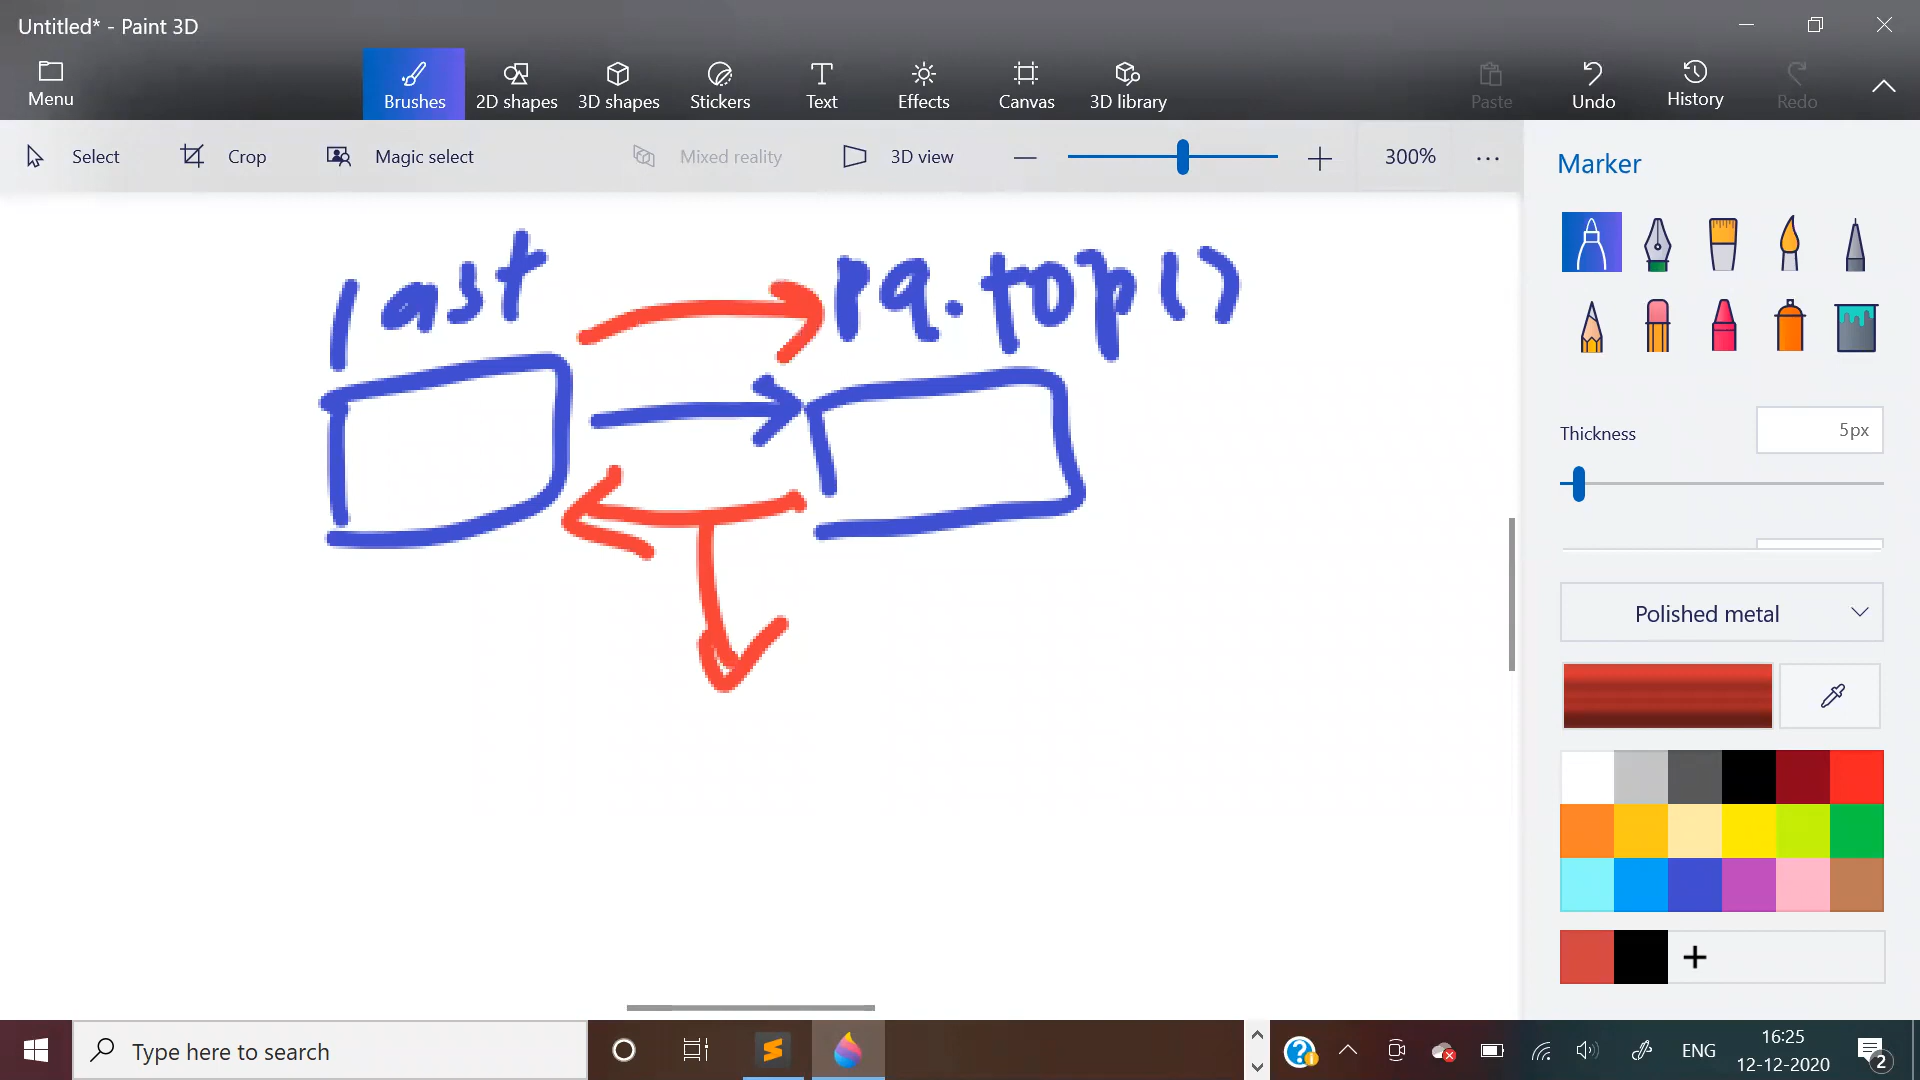 Untitled* - Paint 3D
Menu
Brushes
2D shapes
3D shapes
Stickers
Text
Effects
Canvas
3D library
Paste
Undo
History
Redo
Select
Crop
Magic select
Mixed reality
3D view
300%
Marker
last
pq.top()
Thickness
5px
Polished metal
Type here to search
ENG
16:25
12-12-2020
2